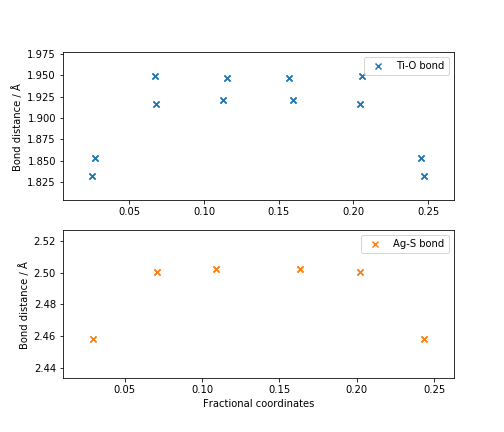 1.975
1.950
1.925
1.900
1.875
1.850
1.825
Bond distance / Å
Ti-O bond
0.05 0.10 0.15 0.20 0.25
2.52
2.50
2.48
2.46
2.44
Bond distance / Å
Ag-S bond
0.05 0.10 0.15 0.20 0.25
Fractional coordinates